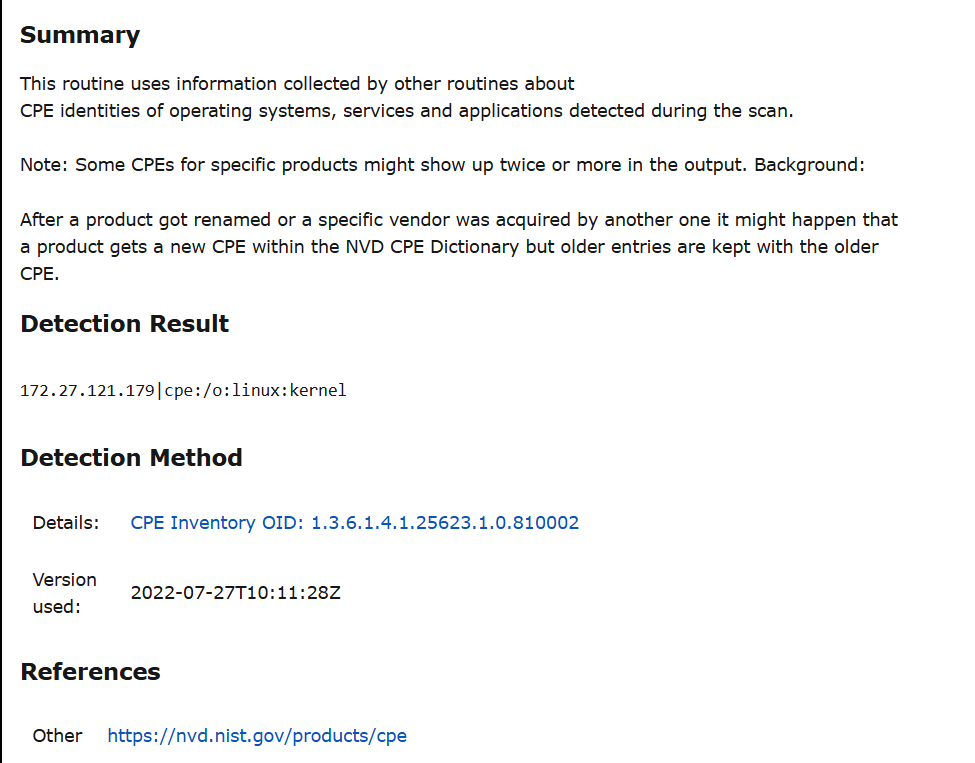 Summary
This routine uses information collected by other routines about
CPE identities of operating systems, services and applications detected during the scan.
Note: Some CPEs for specific products might show up twice or more in the output. Background:
After a product got renamed or a specific vendor was acquired by another one it might happen that
a product gets a new CPE within the NVD CPE Dictionary but older entries are kept with the older
CPE.
Detection Result
172.27.121.179|cpe:/o:linux:kernel
Detection Method
Details: CPE Inventory OID: 1.3.6.1.4.1.25623.1.0.810002
Version
used: 2022-07-27T10:11:28Z
References
Other https://nvd.nist.gov/products/cpe